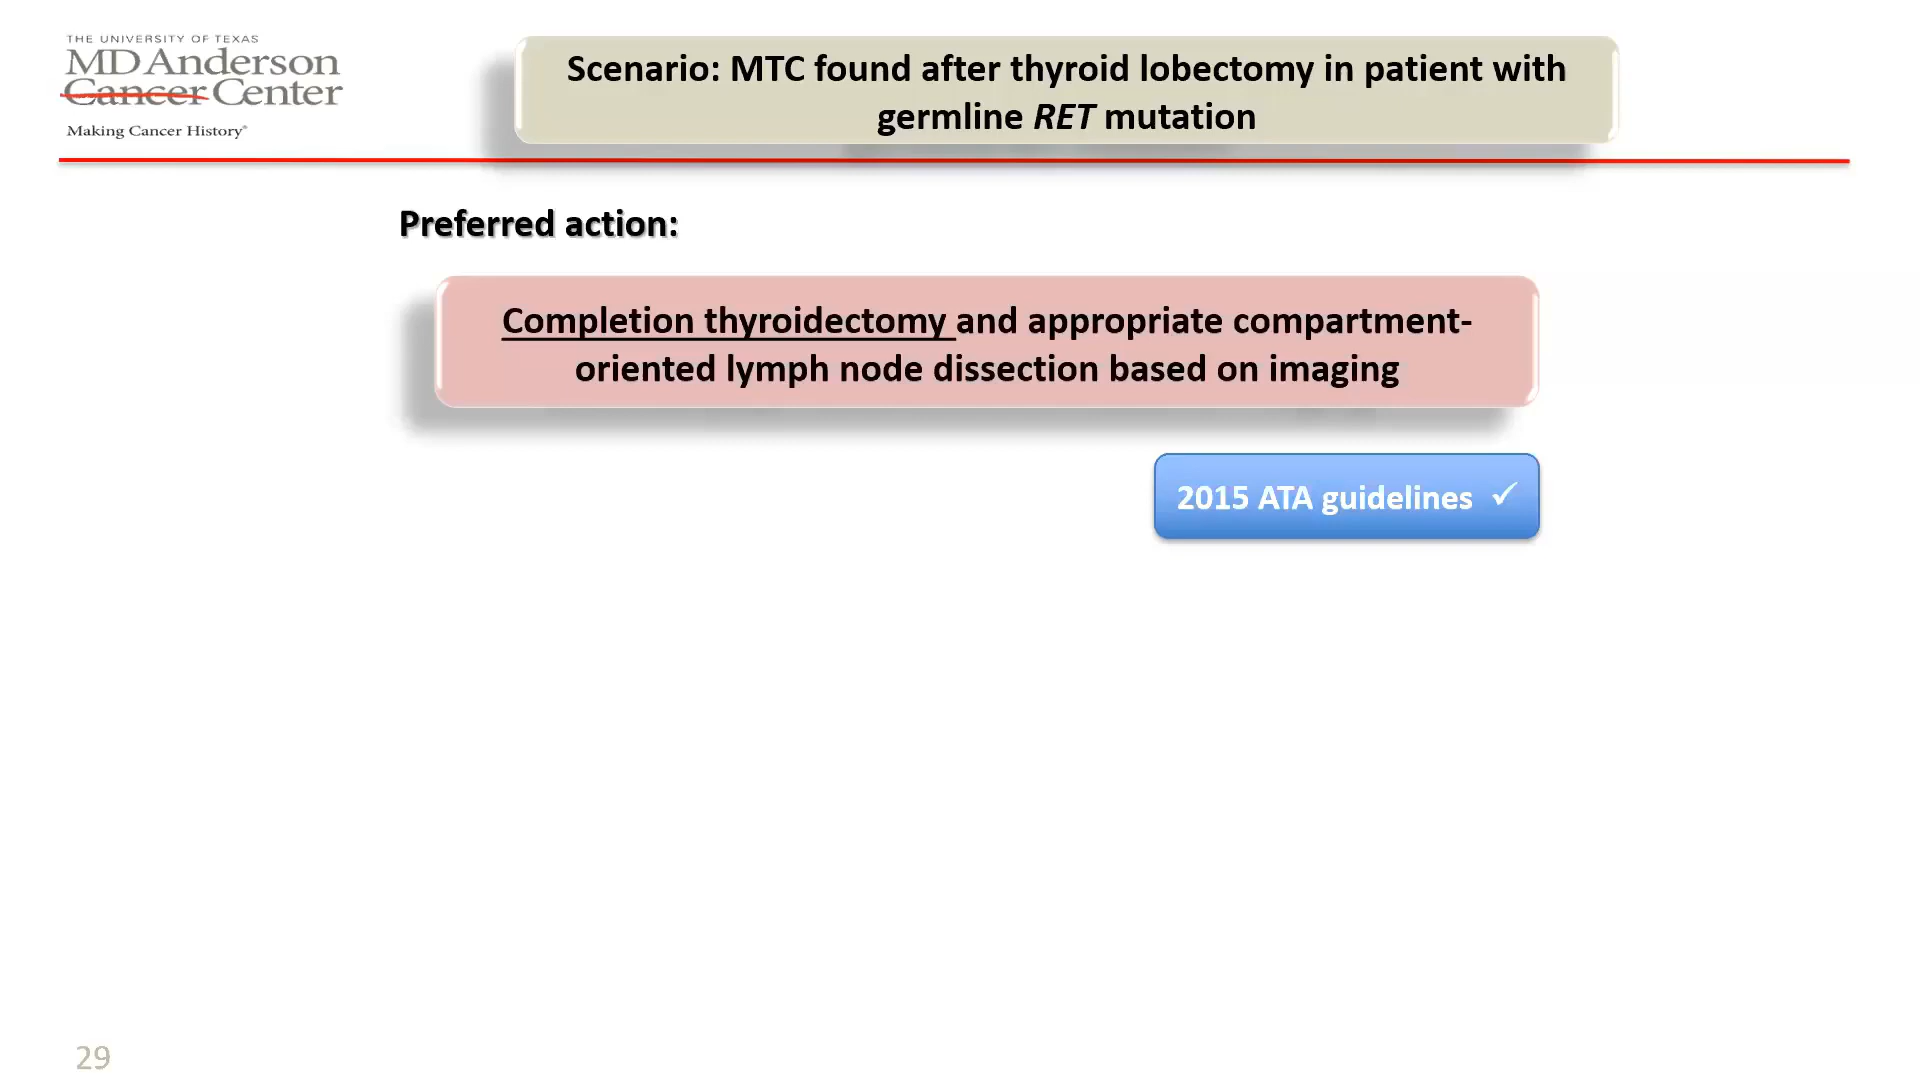 THE UNIVERSITY OF TEXAS
MD Anderson
Cancer Center
Making Cancer History®
Scenario: MTC found after thyroid lobectomy in patient with
germline RET mutation
Preferred action:
Completion thyroidectomy and appropriate compartment-
oriented lymph node dissection based on imaging
2015 ATA guidelines ✓
29